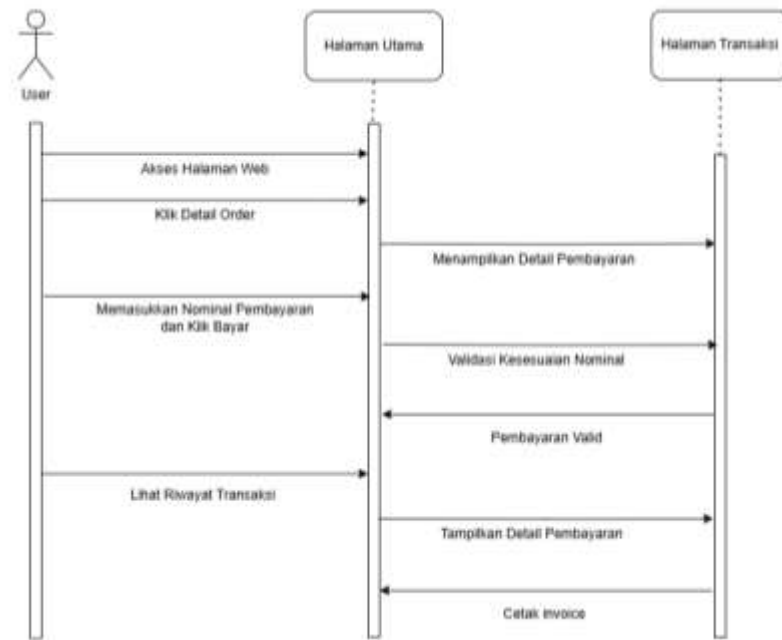 User
Halaman Utama
Halaman Transaksi
Akses Halaman Web
Klik Detail Order
Menampilkan Detail Pembayaran
Memasukkan Nominal Pembayaran
dan Klik Bayar
Validasi Kesesuaian Nominal
Pembayaran Valid
Lihat Riwayat Transaksi
Tampilkan Detail Pembayaran
Cetak invoice